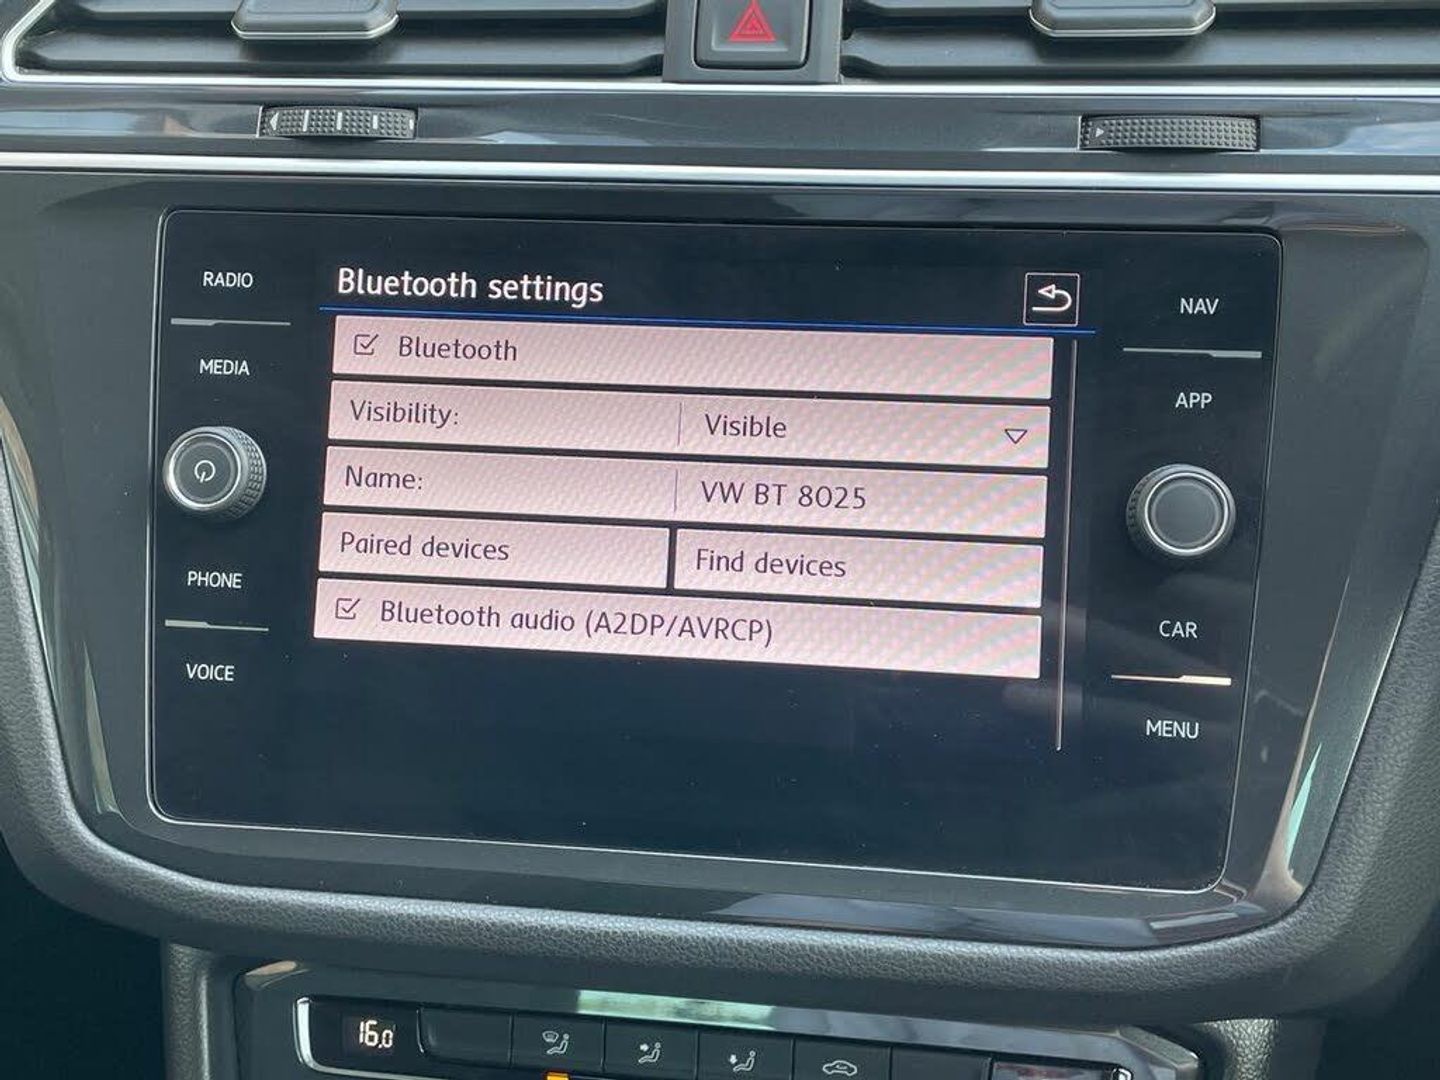 RADIO
MEDIA
PHONE
VOICE
Bluetooth settings
Bluetooth
Visibility: Visible
Name: VW BT 8025
Paired devices Find devices
Bluetooth audio (A2DP/AVRCP)
NAV
APP
CAR
MENU
16.0